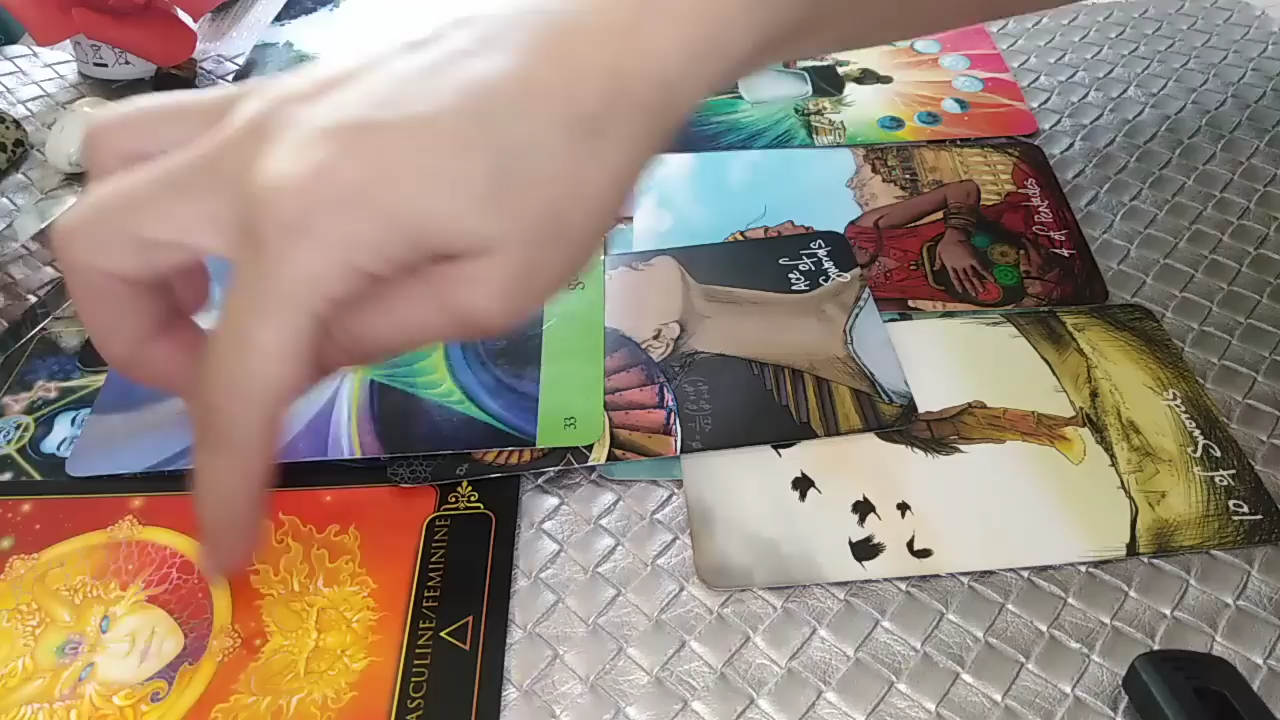 4 of Pentacles
Ace of
Swords
10 of Swords
33
ASCULINE/FEMININE